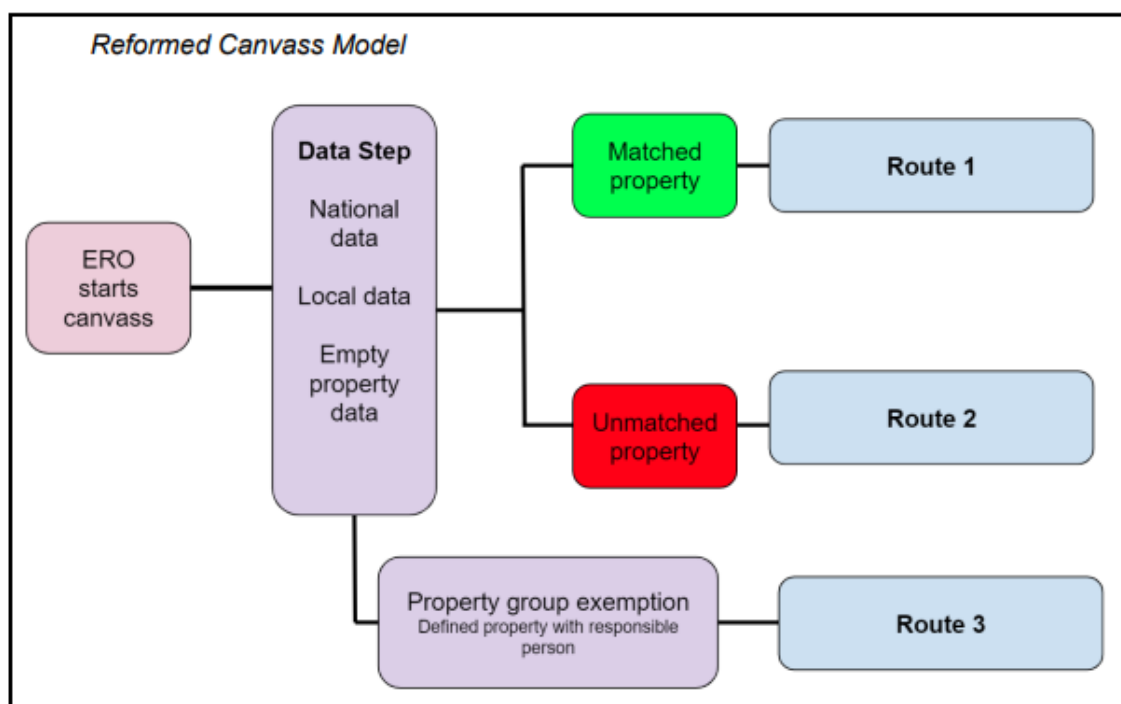 Reformed Canvass Model
ERO
starts
canvass
Data Step
National
data
Local data
Empty
property
data
Matched
property
Route 1
Unmatched
property
Route 2
Property group exemption
Defined property with responsible
person
Route 3